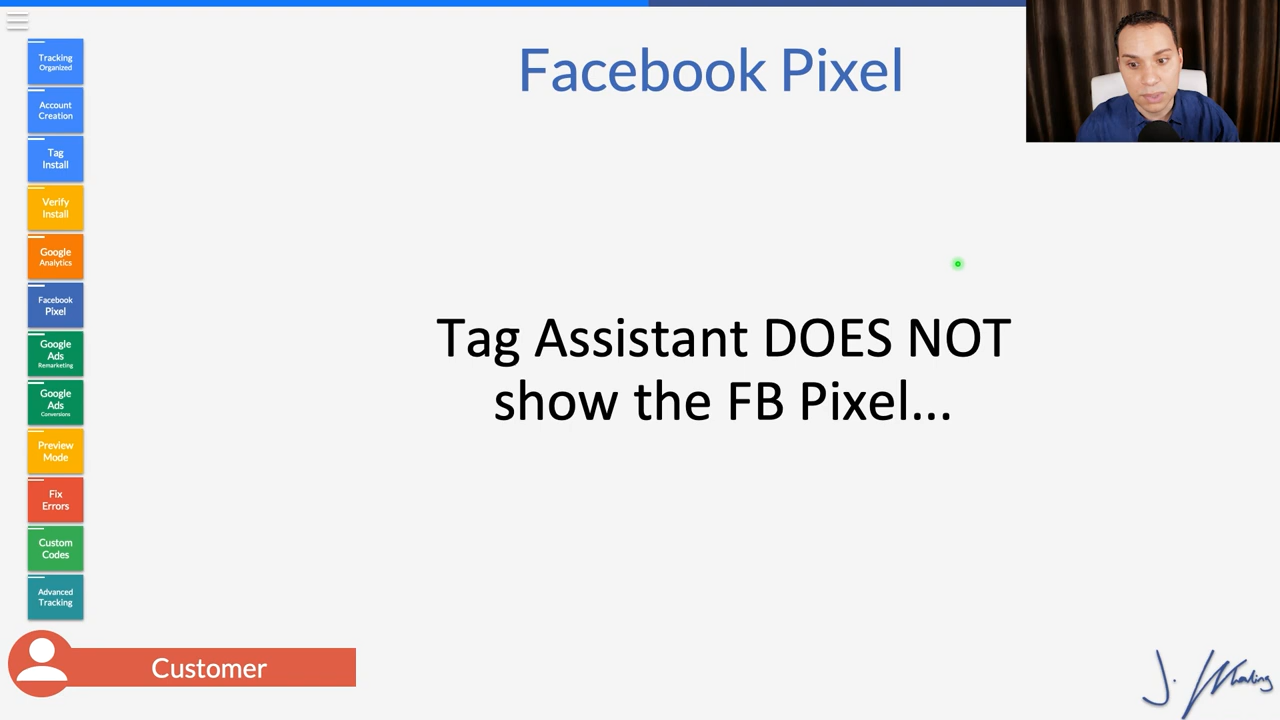 Facebook Pixel
Tracking
Organized
Account
Creation
Tag
Install
Verify
Install
Google
Analytics
Facebook
Pixel
Google
Ads
Remarketing
Google
Ads
Conversions
Preview
Mode
Fix
Errors
Custom
Codes
Advanced
Tracking
Tag Assistant DOES NOT
show the FB Pixel...
Customer